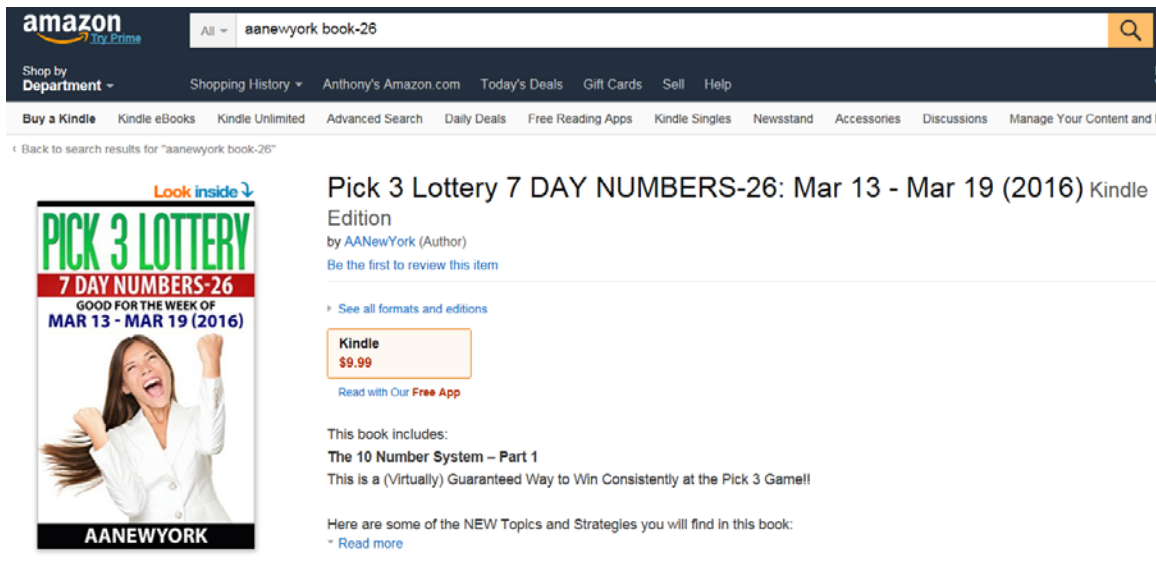 amazon
Try Prime
All
aanewyork book-26
Shop by
Department
Shopping History
Anthony's Amazon.com
Today's Deals
Gift Cards
Sell
Help
Buy a Kindle
Kindle eBooks
Kindle Unlimited
Advanced Search
Daily Deals
Free Reading Apps
Kindle Singles
Newsstand
Accessories
Discussions
Manage Your Content and
‹ Back to search results for "aanewyork book-26"
Look inside
PICK 3 LOTTERY
7 DAY NUMBERS-26
GOOD FOR THE WEEK OF
MAR 13 - MAR 19 (2016)
AANEWYORK
Pick 3 Lottery 7 DAY NUMBERS-26: Mar 13 - Mar 19 (2016) Kindle
Edition
by AANewYork (Author)
Be the first to review this item
See all formats and editions
Kindle
$9.99
Read with Our Free App
This book includes:
The 10 Number System – Part 1
This is a (Virtually) Guaranteed Way to Win Consistently at the Pick 3 Game!!
Here are some of the NEW Topics and Strategies you will find in this book:
Read more